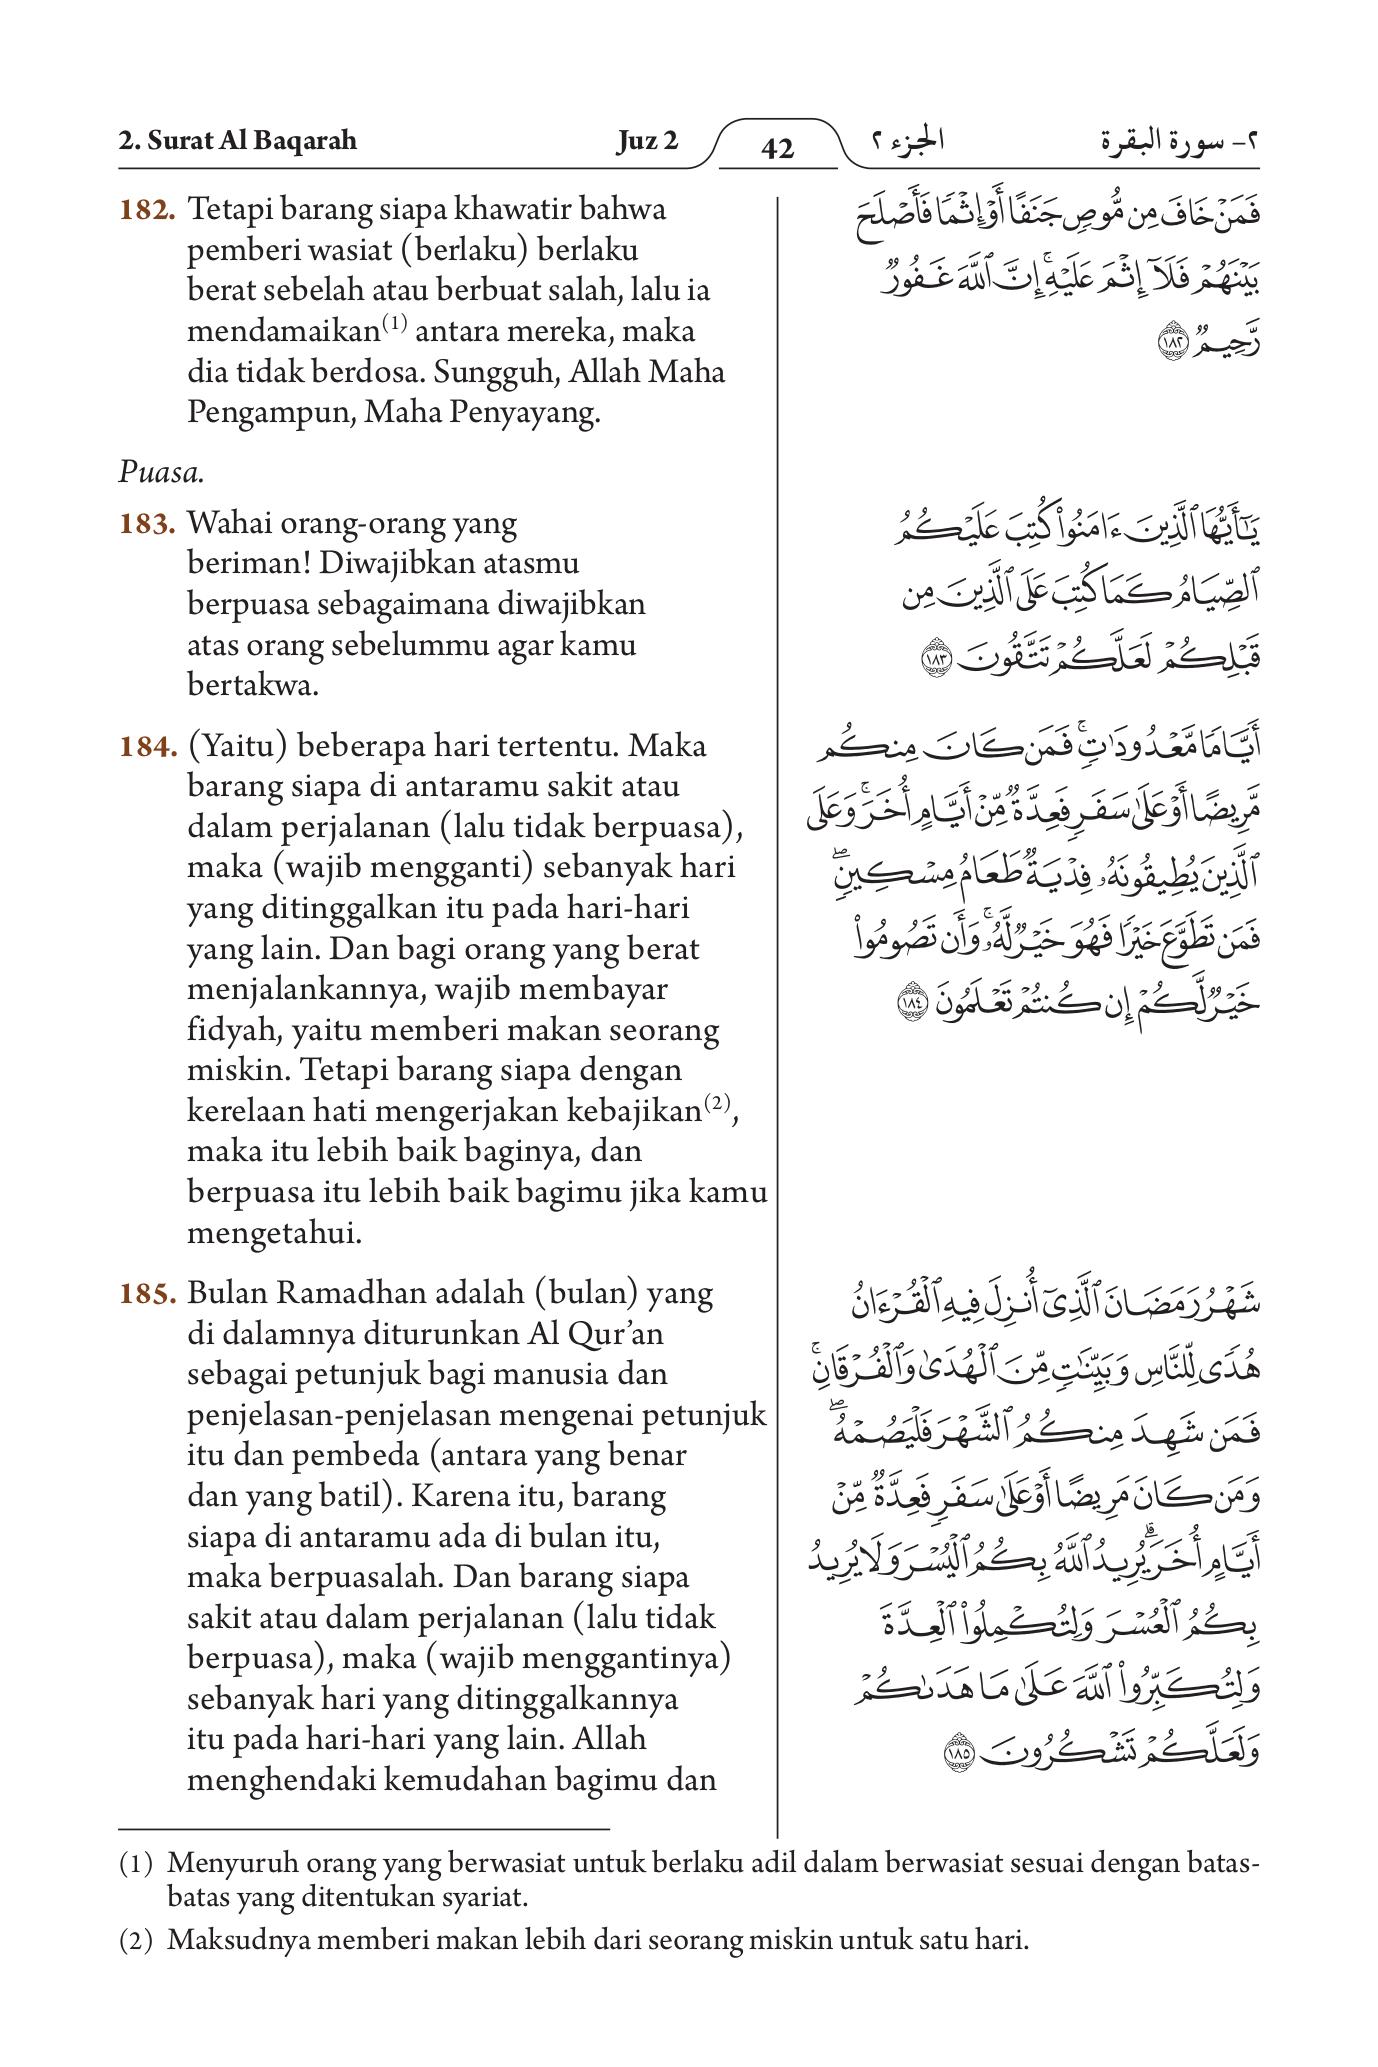 2. Surat Al Baqarah
Juz 2
42
الجزء ٢
٢- سورة البقرة
182. Tetapi barang siapa khawatir bahwa
pemberi wasiat (berlaku) berlaku
berat sebelah atau berbuat salah, lalu ia
mendamaikan(1) antara mereka, maka
dia tidak berdosa. Sungguh, Allah Maha
Pengampun, Maha Penyayang.
Puasa.
183. Wahai orang-orang yang
beriman! Diwajibkan atasmu
berpuasa sebagaimana diwajibkan
atas orang sebelummu agar kamu
bertakwa.
184. (Yaitu) beberapa hari tertentu. Maka
barang siapa di antaramu sakit atau
dalam perjalanan (lalu tidak berpuasa),
maka (wajib mengganti) sebanyak hari
yang ditinggalkan itu pada hari-hari
yang lain. Dan bagi orang yang berat
menjalankannya, wajib membayar
fidyah, yaitu memberi makan seorang
miskin. Tetapi barang siapa dengan
kerelaan hati mengerjakan kebajikan(2),
maka itu lebih baik baginya, dan
berpuasa itu lebih baik bagimu jika kamu
mengetahui.
185. Bulan Ramadhan adalah (bulan) yang
di dalamnya diturunkan Al Qur’an
sebagai petunjuk bagi manusia dan
penjelasan-penjelasan mengenai petunjuk
itu dan pembeda (antara yang benar
dan yang batil). Karena itu, barang
siapa di antaramu ada di bulan itu,
maka berpuasalah. Dan barang siapa
sakit atau dalam perjalanan (lalu tidak
berpuasa), maka (wajib menggantinya)
sebanyak hari yang ditinggalkannya
itu pada hari-hari yang lain. Allah
menghendaki kemudahan bagimu dan
فَمَنۡ خَافَ مِن مُّوصٖ جَنَفًا أَوۡ إِثۡمٗا فَأَصۡلَحَ
بَيۡنَهُمۡ فَلَآ إِثۡمَ عَلَيۡهِۚ إِنَّ ٱللَّهَ غَفُورٞ
رَّحِيمٞ ١٨٢
يَٰٓأَيُّهَا ٱلَّذِينَ ءَامَنُواْ كُتِبَ عَلَيۡكُمُ
ٱلصِّيَامُ كَمَا كُتِبَ عَلَى ٱلَّذِينَ مِن
قَبۡلِكُمۡ لَعَلَّكُمۡ تَتَّقُونَ ١٨٣
أَيَّامٗا مَّعۡدُودَٰتٖۚ فَمَن كَانَ مِنكُم
مَّرِيضًا أَوۡ عَلَىٰ سَفَرٖ فَعِدَّةٞ مِّنۡ أَيَّامٍ أُخَرَۚ وَعَلَى
ٱلَّذِينَ يُطِيقُونَهُۥ فِدۡيَةٞ طَعَامُ مِسۡكِينٖۖ
فَمَن تَطَوَّعَ خَيۡرٗا فَهُوَ خَيۡرٞ لَّهُۥۚ وَأَن تَصُومُواْ
خَيۡرٞ لَّكُمۡ إِن كُنتُمۡ تَعۡلَمُونَ ١٨٤
شَهۡرُ رَمَضَانَ ٱلَّذِيٓ أُنزِلَ فِيهِ ٱلۡقُرۡءَانُ
هُدٗى لِّلنَّاسِ وَبَيِّنَٰتٖ مِّنَ ٱلۡهُدَىٰ وَٱلۡفُرۡقَانِۚ
فَمَن شَهِدَ مِنكُمُ ٱلشَّهۡرَ فَلۡيَصُمۡهُۖ
وَمَن كَانَ مَرِيضًا أَوۡ عَلَىٰ سَفَرٖ فَعِدَّةٞ مِّنۡ
أَيَّامٍ أُخَرَۗ يُرِيدُ ٱللَّهُ بِكُمُ ٱلۡيُسۡرَ وَلَا يُرِيدُ
بِكُمُ ٱلۡعُسۡرَ وَلِتُكۡمِلُواْ ٱلۡعِدَّةَ
وَلِتُكَبِّرُواْ ٱللَّهَ عَلَىٰ مَا هَدَىٰكُمۡ
وَلَعَلَّكُمۡ تَشۡكُرُونَ ١٨٥
(1) Menyuruh orang yang berwasiat untuk berlaku adil dalam berwasiat sesuai dengan batas-
batas yang ditentukan syariat.
(2) Maksudnya memberi makan lebih dari seorang miskin untuk satu hari.